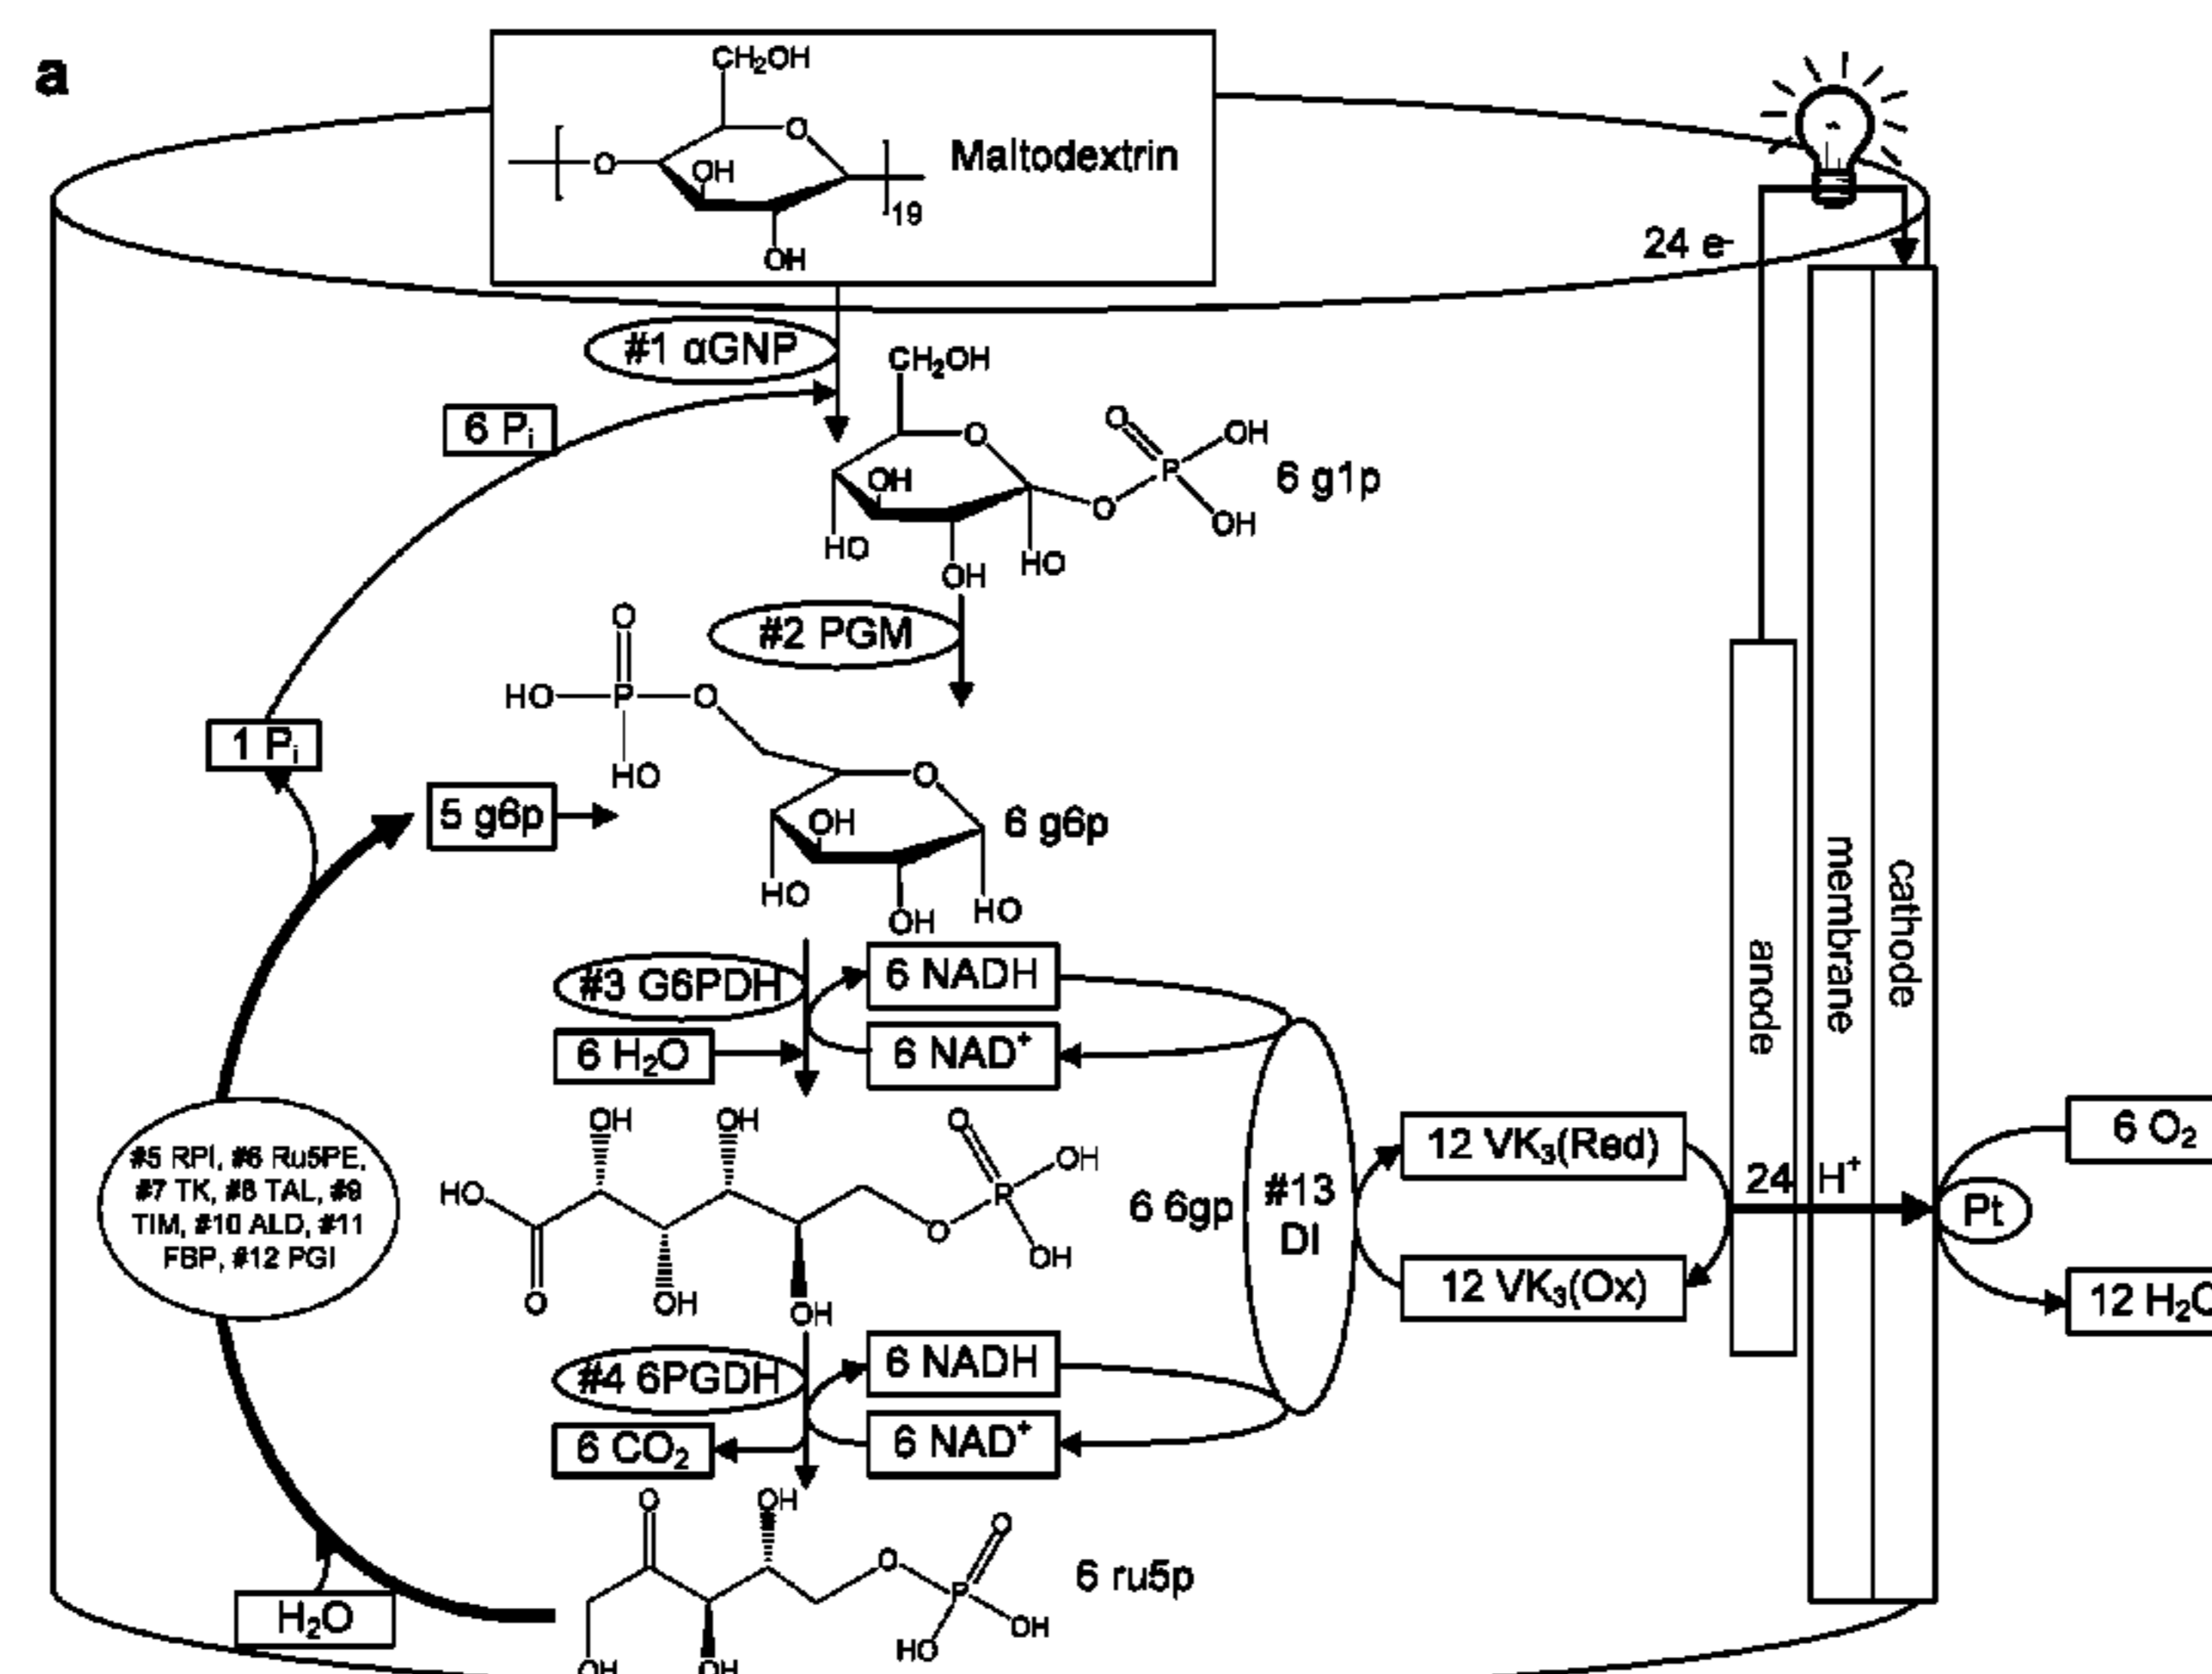 a
CH₂OH
O
O
OH
OH
19
Maltodextrin
24 e-
#1 αGNP
6 Pᵢ
CH₂OH
O
OH
HO
OH
HO
O
O
P
OH
OH
6 g1p
#2 PGM
O
HO
P
O
HO
1 Pᵢ
5 g6p
O
OH
HO
OH
HO
6 g6p
#3 G6PDH
6 NADH
6 H₂O
6 NAD⁺
anode
membrane
cathode
#5 RPI, #6 Ru5PE,
#7 TK, #8 TAL, #9
TIM, #10 ALD, #11
FBP, #12 PGI
OH
OH
O
HO
O
OH
OH
O
P
OH
OH
6 6gp
#13
DI
12 VK₃(Red)
12 VK₃(Ox)
24 H⁺
Pt
6 O₂
12 H₂O
#4 6PGDH
6 NADH
6 CO₂
6 NAD⁺
H₂O
O
OH
OH
OH
O
P
O
HO
OH
6 ru5p